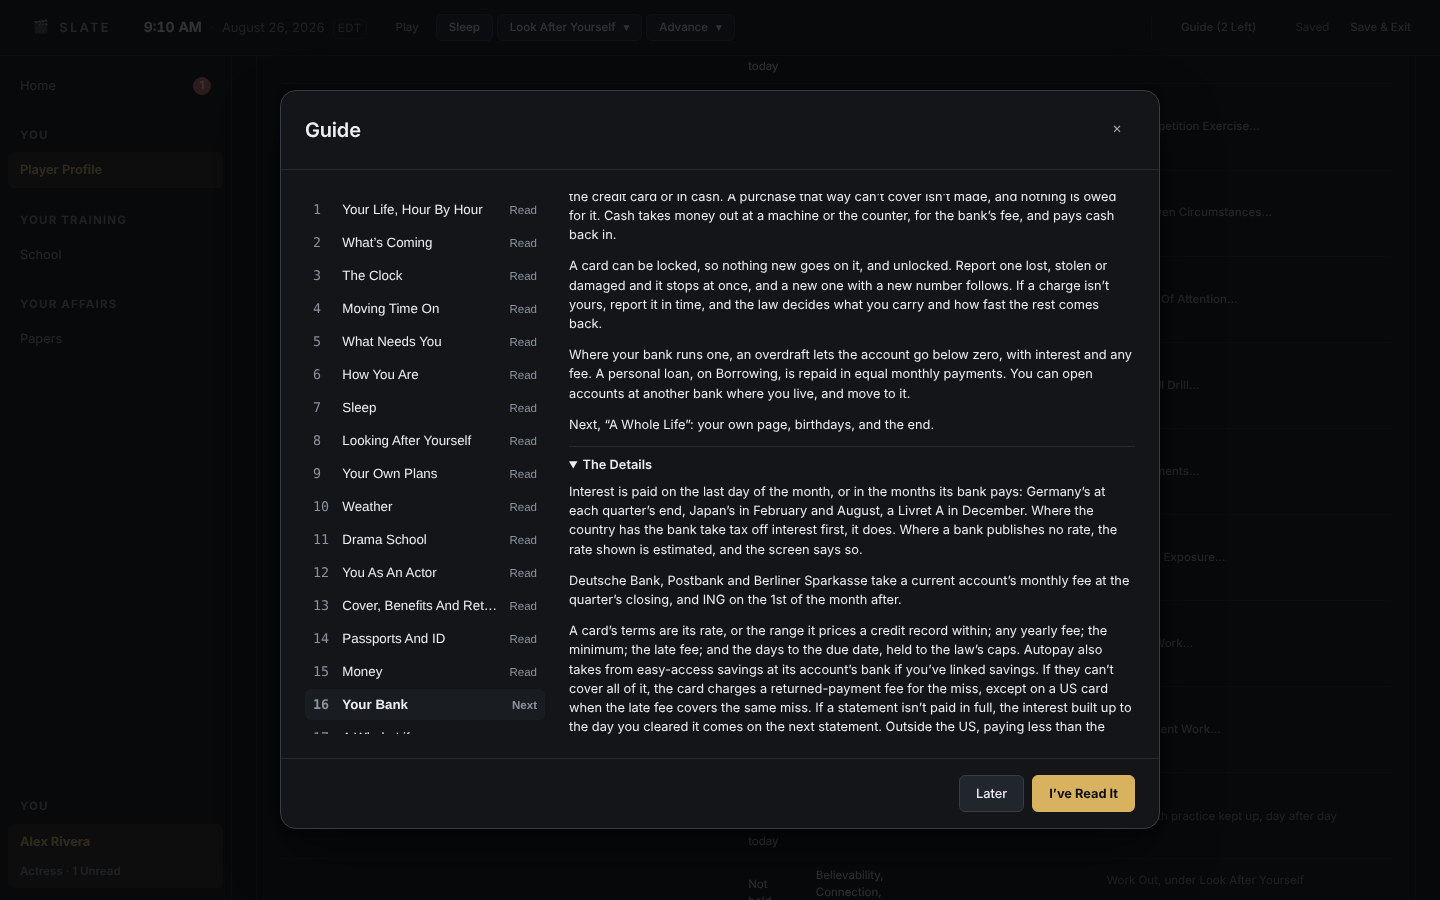 SLATE
9:10 AM
August 26, 2026
EDT
Play
Sleep
Look After Yourself
Advance
Guide (2 Left)
Saved
Save & Exit
Home
1
YOU
Player Profile
YOUR TRAINING
School
YOUR AFFAIRS
Papers
YOU
Alex Rivera
Actress · 1 Unread
today
Guide
×
1 Your Life, Hour By Hour Read
2 What’s Coming Read
3 The Clock Read
4 Moving Time On Read
5 What Needs You Read
6 How You Are Read
7 Sleep Read
8 Looking After Yourself Read
9 Your Own Plans Read
10 Weather Read
11 Drama School Read
12 You As An Actor Read
13 Cover, Benefits And Ret… Read
14 Passports And ID Read
15 Money Read
16 Your Bank Next
the credit card or in cash. A purchase that way can’t cover isn’t made, and nothing is owed
for it. Cash takes money out at a machine or the counter, for the bank’s fee, and pays cash
back in.
A card can be locked, so nothing new goes on it, and unlocked. Report one lost, stolen or
damaged and it stops at once, and a new one with a new number follows. If a charge isn’t
yours, report it in time, and the law decides what you carry and how fast the rest comes
back.
Where your bank runs one, an overdraft lets the account go below zero, with interest and any
fee. A personal loan, on Borrowing, is repaid in equal monthly payments. You can open
accounts at another bank where you live, and move to it.
Next, “A Whole Life”: your own page, birthdays, and the end.
▼ The Details
Interest is paid on the last day of the month, or in the months its bank pays: Germany’s at
each quarter’s end, Japan’s in February and August, a Livret A in December. Where the
country has the bank take tax off interest first, it does. Where a bank publishes no rate, the
rate shown is estimated, and the screen says so.
Deutsche Bank, Postbank and Berliner Sparkasse take a current account’s monthly fee at the
quarter’s closing, and ING on the 1st of the month after.
A card’s terms are its rate, or the range it prices a credit record within; any yearly fee; the
minimum; the late fee; and the days to the due date, held to the law’s caps. Autopay also
takes from easy-access savings at its account’s bank if you’ve linked savings. If they can’t
cover all of it, the card charges a returned-payment fee for the miss, except on a US card
when the late fee covers the same miss. If a statement isn’t paid in full, the interest built up to
the day you cleared it comes on the next statement. Outside the US, paying less than the
Later
I’ve Read It
Exercise…
Circumstances…
Of Attention…
Drill…
Exposure…
Work…
Work…
practice kept up, day after day
today
Not
Believability,
Connection,
Work Out, under Look After Yourself